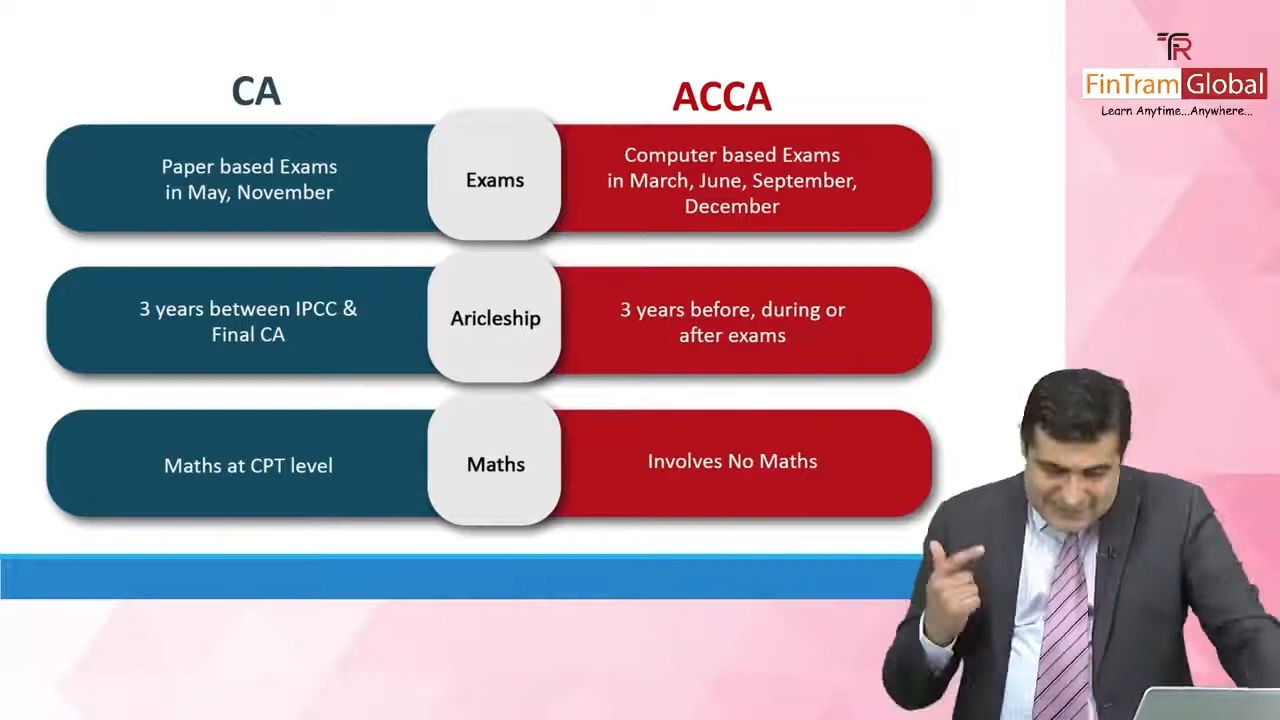 CA
ACCA
TR
FinTram Global
Learn Anytime...Anywhere...
Paper based Exams
in May, November
Exams
Computer based Exams
in March, June, September,
December
3 years between IPCC &
Final CA
Aricleship
3 years before, during or
after exams
Maths at CPT level
Maths
Involves No Maths